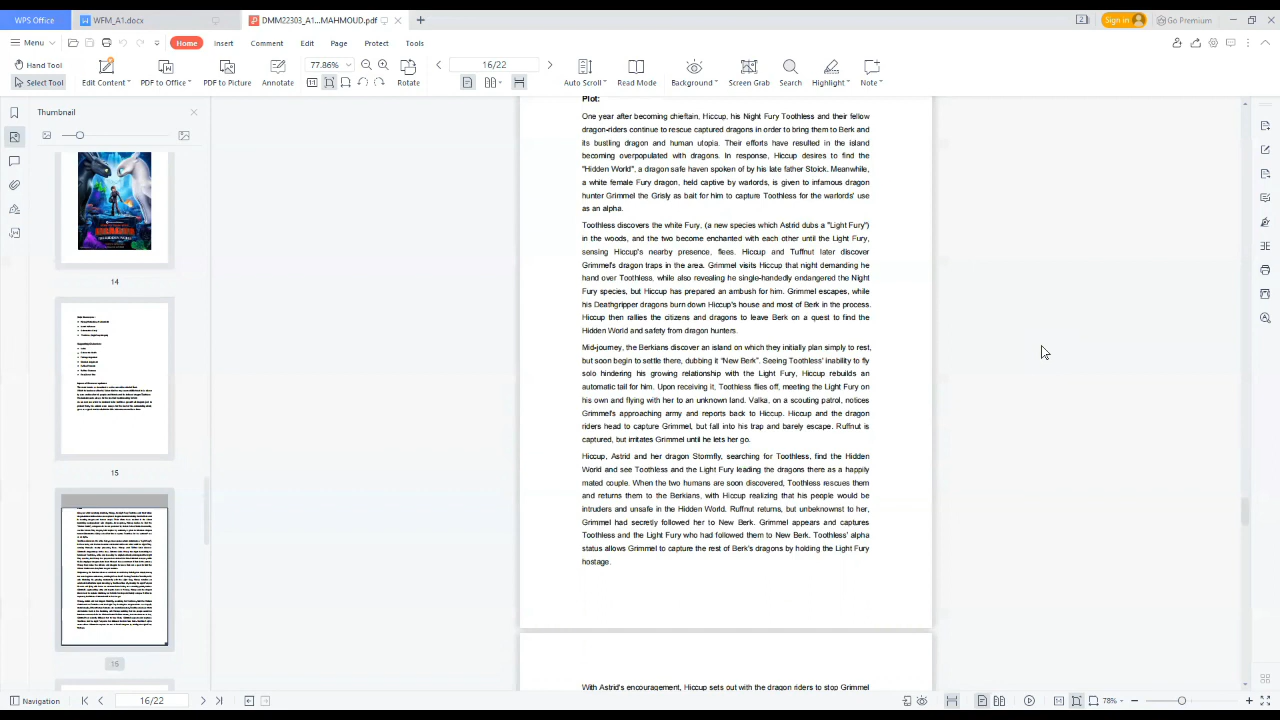 WPS Office
WFM_A1.docx
DMM22303_A1...MAHMOUD.pdf
Sign in
Go Premium
Menu
Home
Insert
Comment
Edit
Page
Protect
Tools
Hand Tool
Select Tool
Edit Content
PDF to Office
PDF to Picture
Annotate
77.86%
Rotate
16/22
Auto Scroll
Read Mode
Background
Screen Grab
Search
Highlight
Note
Thumbnail
14
15
16
Plot:
One year after becoming chieftain, Hiccup, his Night Fury Toothless and their fellow
dragon-riders continue to rescue captured dragons in order to bring them to Berk and
its bustling dragon and human utopia. Their efforts have resulted in the island
becoming overpopulated with dragons. In response, Hiccup desires to find the
"Hidden World", a dragon safe haven spoken of by his late father Stoick. Meanwhile,
a white female Fury dragon, held captive by warlords, is given to infamous dragon
hunter Grimmel the Grisly as bait for him to capture Toothless for the warlords' use
as an alpha.
Toothless discovers the white Fury, (a new species which Astrid dubs a "Light Fury")
in the woods, and the two become enchanted with each other until the Light Fury,
sensing Hiccup's nearby presence, flees. Hiccup and Tuffnut later discover
Grimmel's dragon traps in the area. Grimmel visits Hiccup that night demanding he
hand over Toothless, while also revealing he single-handedly endangered the Night
Fury species, but Hiccup has prepared an ambush for him. Grimmel escapes, while
his Deathgripper dragons burn down Hiccup's house and most of Berk in the process.
Hiccup then rallies the citizens and dragons to leave Berk on a quest to find the
Hidden World and safety from dragon hunters.
Mid-journey, the Berkians discover an island on which they initially plan simply to rest,
but soon begin to settle there, dubbing it "New Berk". Seeing Toothless' inability to fly
solo hindering his growing relationship with the Light Fury, Hiccup rebuilds an
automatic tail for him. Upon receiving it, Toothless flies off, meeting the Light Fury on
his own and flying with her to an unknown land. Valka, on a scouting patrol, notices
Grimmel's approaching army and reports back to Hiccup. Hiccup and the dragon
riders head to capture Grimmel, but fall into his trap and barely escape. Ruffnut is
captured, but irritates Grimmel until he lets her go.
Hiccup, Astrid and her dragon Stormfly, searching for Toothless, find the Hidden
World and see Toothless and the Light Fury leading the dragons there as a happily
mated couple. When the two humans are soon discovered, Toothless rescues them
and returns them to the Berkians, with Hiccup realizing that his people would be
intruders and unsafe in the Hidden World. Ruffnut returns, but unbeknownst to her,
Grimmel had secretly followed her to New Berk. Grimmel appears and captures
Toothless and the Light Fury who had followed them to New Berk. Toothless' alpha
status allows Grimmel to capture the rest of Berk's dragons by holding the Light Fury
hostage.
With Astrid's encouragement, Hiccup sets out with the dragon riders to stop Grimmel
Navigation
16/22
78%